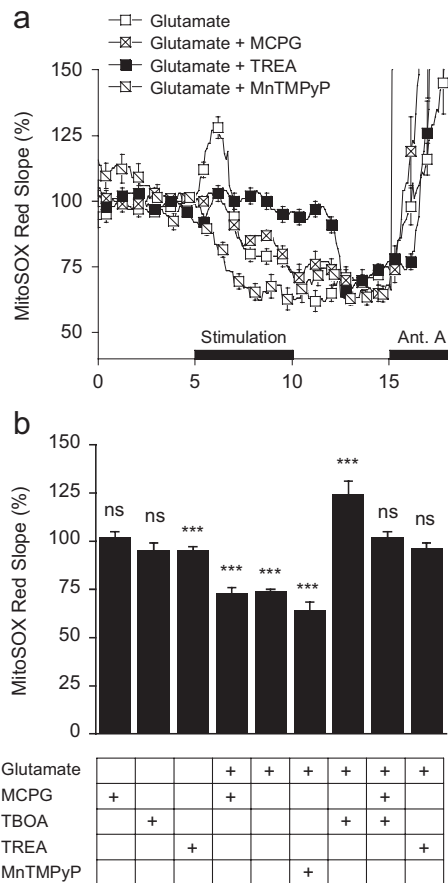 a
Glutamate
Glutamate + MCPG
Glutamate + TREA
Glutamate + MnTMPyP
MitoSOX Red Slope (%)
150
125
100
75
50
Stimulation
Ant. A
0 5 10 15
b
MitoSOX Red Slope (%)
150
125
100
75
50
25
0
ns ns *** *** *** *** *** ns ns
Glutamate + + + + + +
MCPG + + +
TBOA + + +
TREA + +
MnTMPyP +